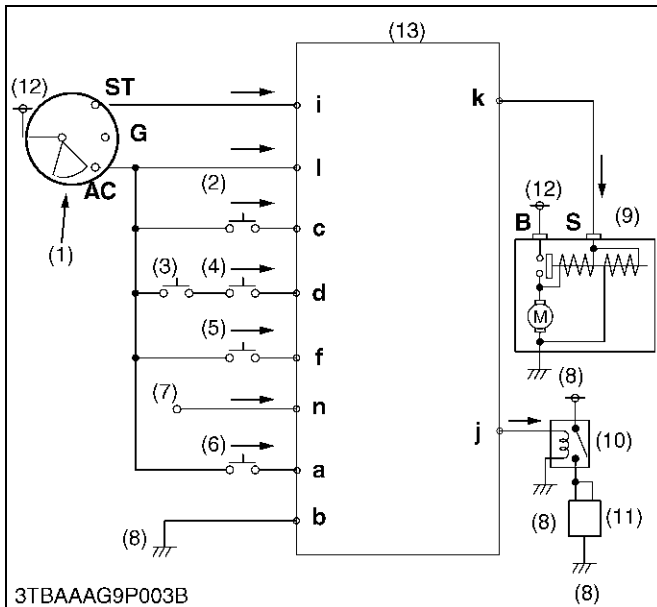 (13)
(12)
ST
i
k
G
l
AC
(2)
(12)
(9)
B
S
(1)
c
(3)
(4)
d
M
(5)
f
(8)
(7)
n
j
(10)
(6)
a
(8)
(11)
b
(8)
(8)
3TBAAAG9P003B